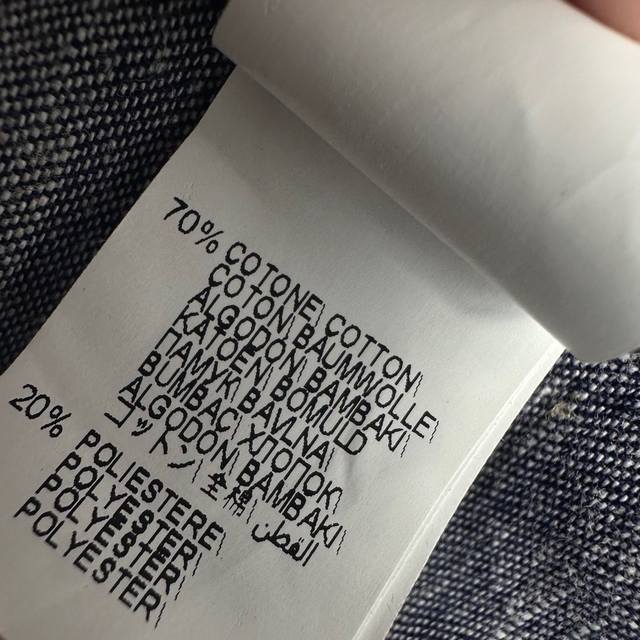 70% COTONE\ COTTON\
COTON\ BAUMWOLLE\
ALGODON\ BAMBAKI\
KATOEN\ BOMULD
ПАМУК\ BAVLNA\
BUMBAC\ ХЛОПОК\
ALGODÓN\ BAMBAKI\
コットン\ 全棉\ القطن
20% POLIESTERE\
POLYESTER\
POLYESTER\
POLYESTER\